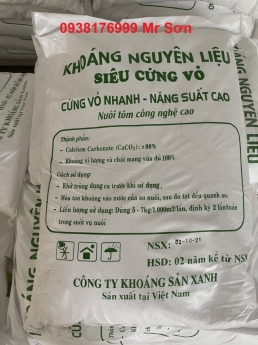 0938176999 Mr Sơn
KHOÁNG NGUYÊN LIỆU
SIÊU CỨNG VỎ
CỨNG VỎ NHANH - NĂNG SUẤT CAO
Nuôi tôm công nghệ cao
Thành phần:
- Calcium Carbonate (CaCO3): ≥90%
- Khoáng vi lượng và chất mang vừa đủ 100%
Cách sử dụng:
- Khử trùng dụng cụ trước khi sử dụng.
- Hòa tan khoáng vào nước của ao nuôi, sau đó tạt đều quanh ao.
- Liều lượng sử dụng: Dùng 5 - 7kg/1.000m3/lần, định kỳ 2 lần/tuần
trong suốt vụ nuôi
NSX: 02-10-21
HSD: 02 năm kể từ NSX
CÔNG TY KHOÁNG SẢN XANH
Sản xuất tại Việt Nam